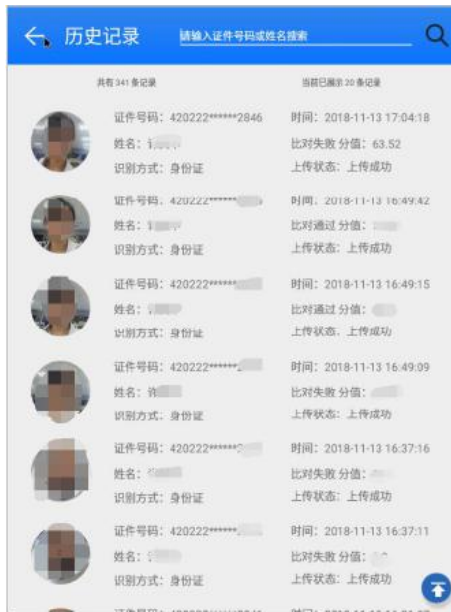 历史记录 请输入证件号码或姓名搜索
共有 341 条记录 当前已展示 20 条记录
证件号码：420222******2846 时间：2018-11-13 17:04:18
姓名： 比对失败 分值：63.52
识别方式：身份证 上传状态：上传成功
证件号码：420222****** 时间：2018-11-13 16:49:42
姓名： 比对通过 分值：
识别方式：身份证 上传状态：上传成功
证件号码：420222****** 时间：2018-11-13 16:49:15
姓名： 比对通过 分值：
识别方式：身份证 上传状态：上传成功
证件号码：420222****** 时间：2018-11-13 16:49:09
姓名：许 比对失败 分值：
识别方式：身份证 上传状态：上传成功
证件号码：420222****** 时间：2018-11-13 16:37:16
姓名： 比对失败 分值：
识别方式：身份证 上传状态：上传成功
证件号码：420222****** 时间：2018-11-13 16:37:11
姓名： 比对失败 分值：
识别方式：身份证 上传状态：上传成功